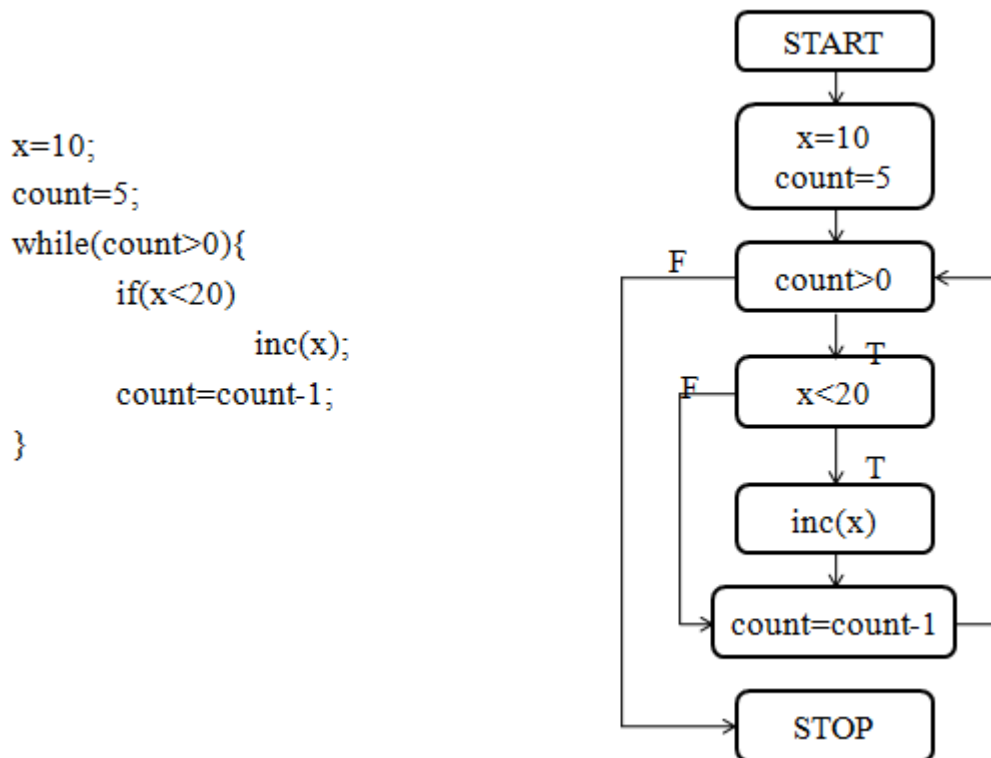 x=10;
count=5;
while(count>0){
if(x<20)
inc(x);
count=count-1;
}
START
x=10
count=5
F
count>0
T
F
x<20
T
inc(x)
count=count-1
STOP